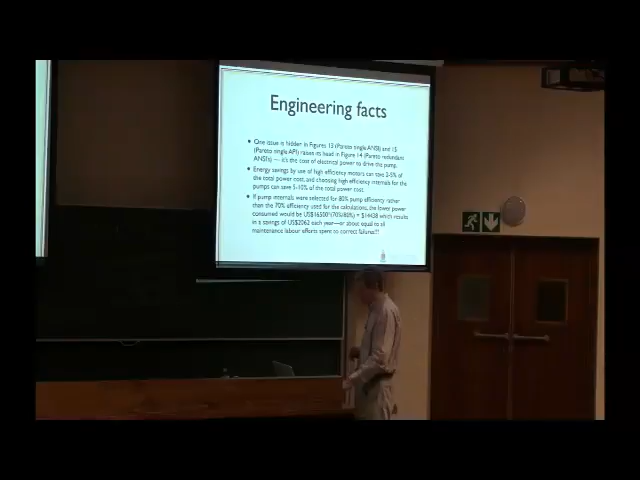 Engineering facts
• One issue is hidden in Figures 13 (Pareto single ANSI) and 15
(Pareto single API) raises its head in Figure 14 (Pareto redundant
ANSI's) — it's the cost of electrical power to drive the pump.
• Energy savings by use of high efficiency motors can save 2-5%
of the total power cost, and choosing high efficiency internals for the
pumps can save 5-10% of the total power cost.
• If pump internals were selected for 80% pump efficiency rather
than the 70% efficiency used for the calculations, the lower power
consumed would be US$16500*(70%/80%) = $14438 which results
in a savings of US$2062 each year—or about equal to all
maintenance labour efforts spent to correct failures!!!